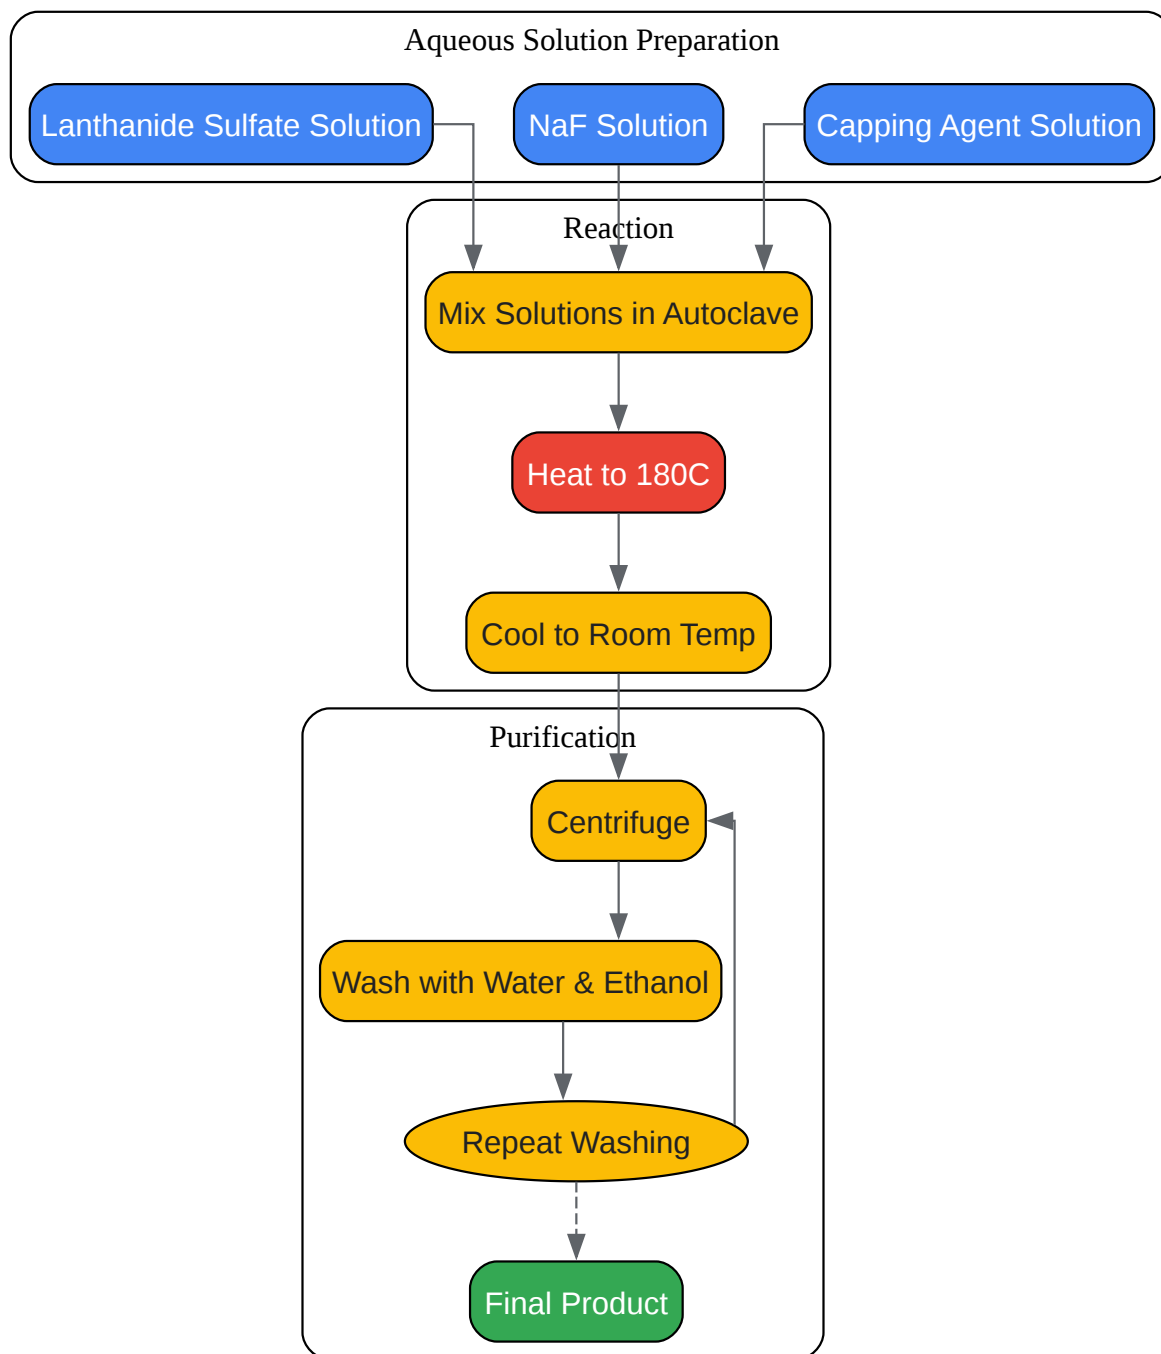 Aqueous Solution Preparation
Lanthanide Sulfate Solution
NaF Solution
Capping Agent Solution
Reaction
Mix Solutions in Autoclave
Heat to 180C
Cool to Room Temp
Purification
Centrifuge
Wash with Water & Ethanol
Repeat Washing
Final Product